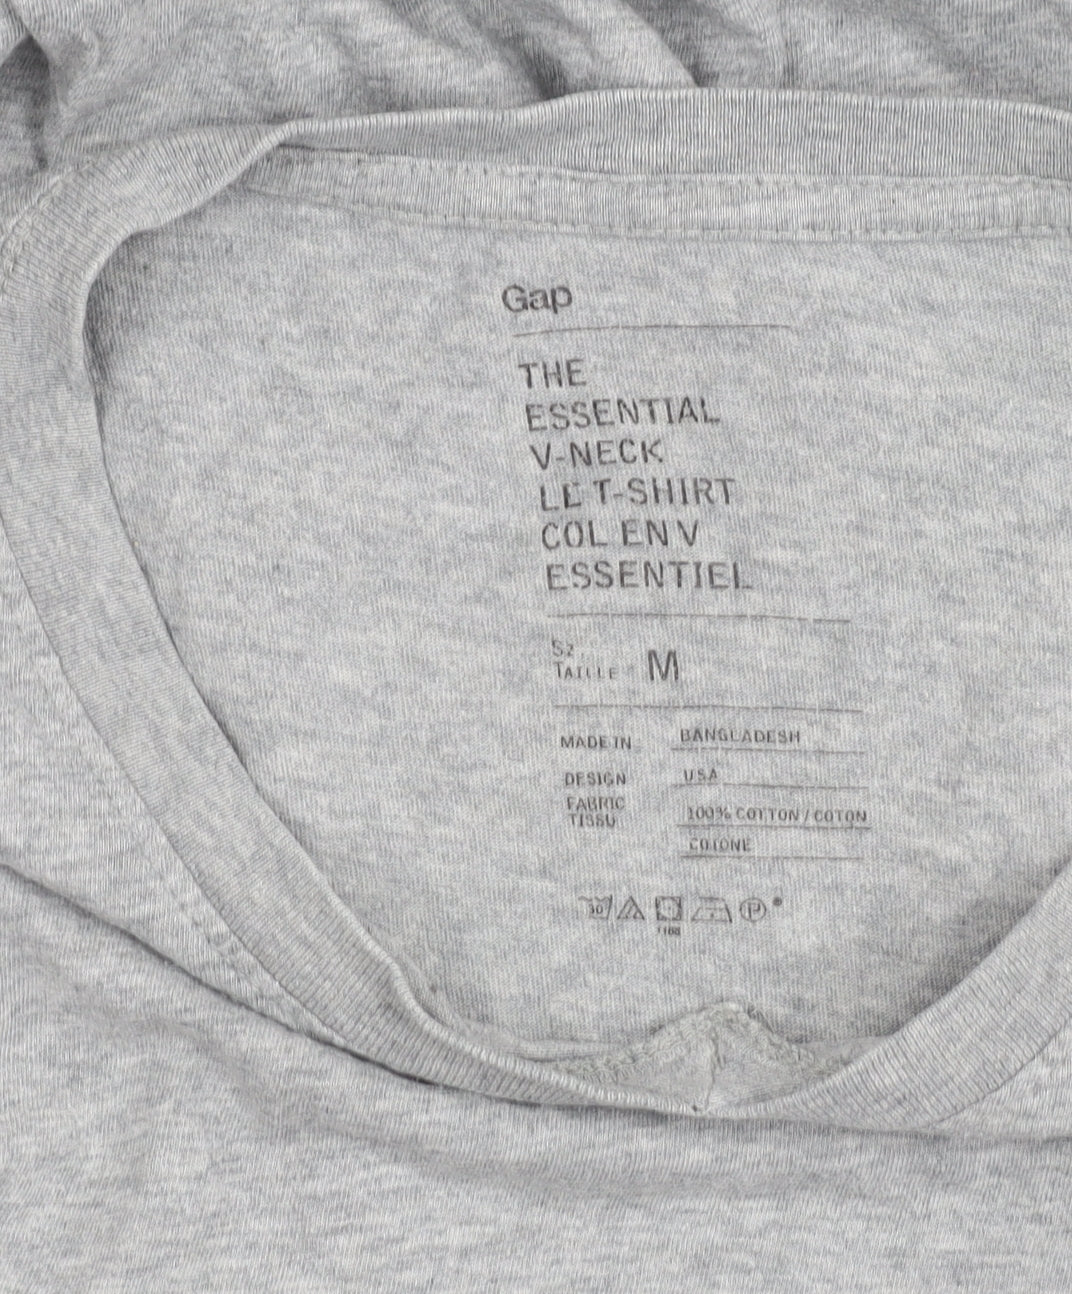 Gap
THE
ESSENTIAL
V-NECK
LE T-SHIRT
COL EN V
ESSENTIEL
Sz
TAILLE M
MADE IN BANGLADESH
DESIGN USA
FABRIC
TISSU 100% COTTON / COTON
COTONE
30 P